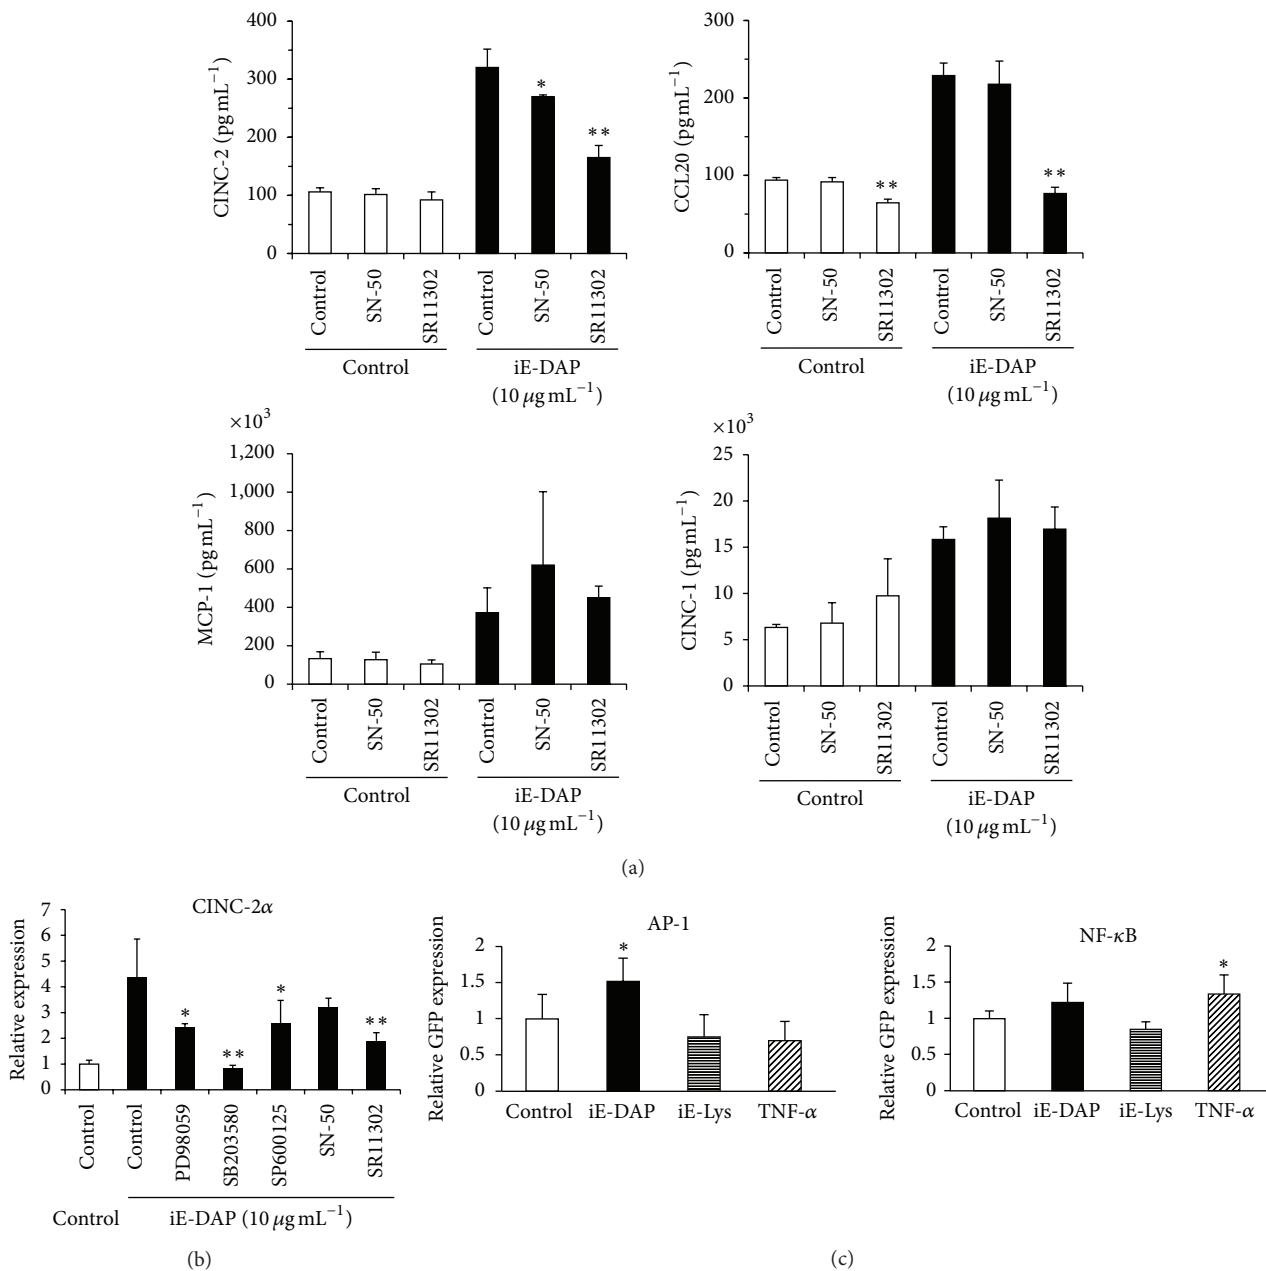 CINC-2 (pg mL−1)
400
300
200
100
0
**
*
Control
SN-50
SR11302
Control
SN-50
SR11302
Control
iE-DAP
(10 μg mL−1)
CCL20 (pg mL−1)
300
200
100
0
**
**
Control
SN-50
SR11302
Control
SN-50
SR11302
Control
iE-DAP
(10 μg mL−1)
×10³
MCP-1 (pg mL−1)
1,200
1,000
800
600
400
200
0
Control
SN-50
SR11302
Control
SN-50
SR11302
Control
iE-DAP
(10 μg mL−1)
×10³
CINC-1 (pg mL−1)
25
20
15
10
5
0
Control
SN-50
SR11302
Control
SN-50
SR11302
Control
iE-DAP
(10 μg mL−1)
(a)
CINC-2α
Relative expression
7
6
5
4
3
2
1
0
*
**
*
**
Control
Control
PD98059
SB203580
SP600125
SN-50
SR11302
Control
iE-DAP (10 μg mL−1)
(b)
AP-1
Relative GFP expression
2
1.5
1
0.5
0
*
Control iE-DAP iE-Lys TNF-α
NF-κB
Relative GFP expression
2
1.5
1
0.5
0
*
Control iE-DAP iE-Lys TNF-α
(c)